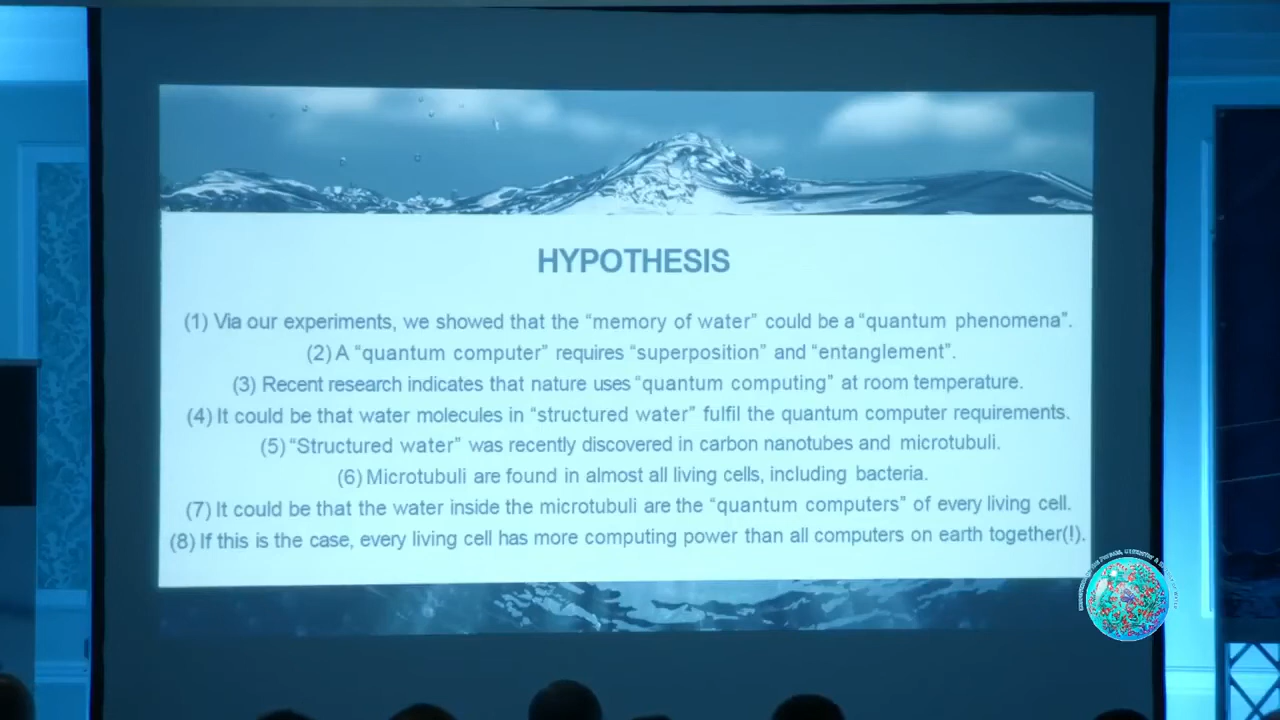 HYPOTHESIS
(1) Via our experiments, we showed that the “memory of water” could be a “quantum phenomena”.
(2) A “quantum computer” requires “superposition” and “entanglement”.
(3) Recent research indicates that nature uses “quantum computing” at room temperature.
(4) It could be that water molecules in “structured water” fulfil the quantum computer requirements.
(5) “Structured water” was recently discovered in carbon nanotubes and microtubuli.
(6) Microtubuli are found in almost all living cells, including bacteria.
(7) It could be that the water inside the microtubuli are the “quantum computers” of every living cell.
(8) If this is the case, every living cell has more computing power than all computers on earth together(!).